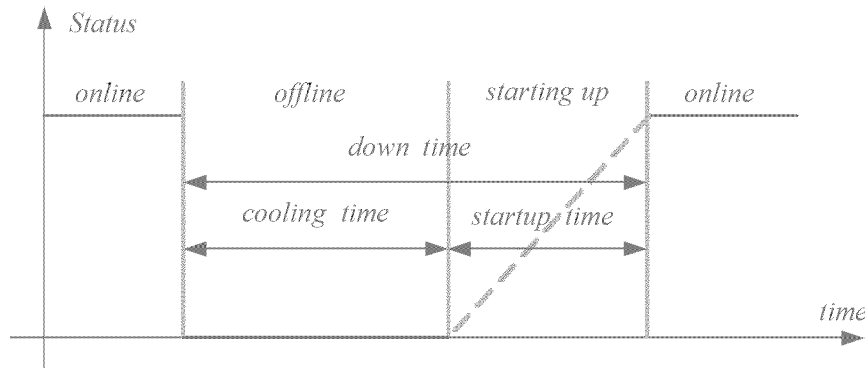 Status
online offline starting up online
down time
cooling time startup time
time